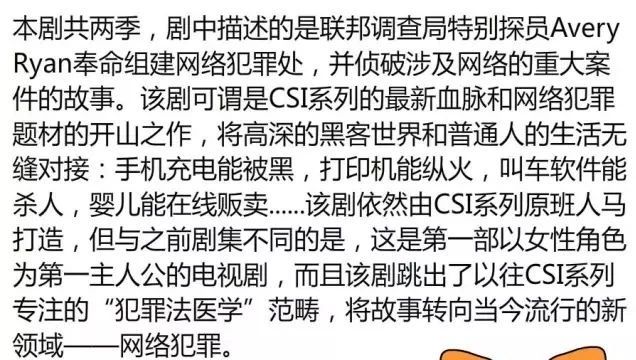 本剧共两季，剧中描述的是联邦调查局特别探员Avery
Ryan奉命组建网络犯罪处，并侦破涉及网络的重大案
件的故事。该剧可谓是CSI系列的最新血脉和网络犯罪
题材的开山之作，将高深的黑客世界和普通人的生活无
缝对接：手机充电能被黑，打印机能纵火，叫车软件能
杀人，婴儿能在线贩卖......该剧依然由CSI系列原班人马
打造，但与之前剧集不同的是，这是第一部以女性角色
为第一主人公的电视剧，而且该剧跳出了以往CSI系列
专注的“犯罪法医学”范畴，将故事转向当今流行的新
领域——网络犯罪。